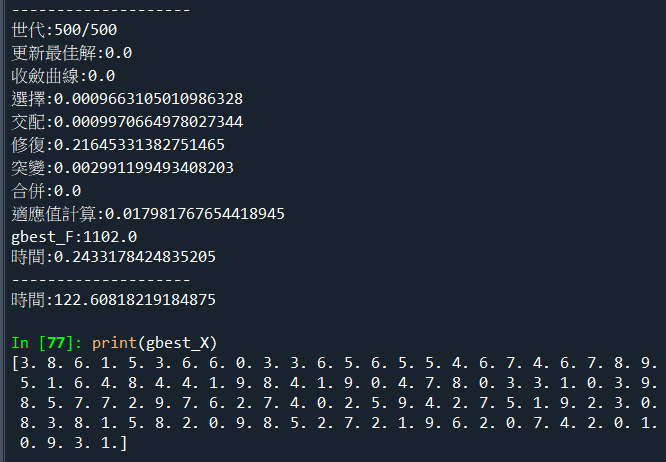 --------------------
世代:500/500
更新最佳解:0.0
收斂曲線:0.0
選擇:0.0009663105010986328
交配:0.0009970664978027344
修復:0.21645331382751465
突變:0.002991199493408203
合併:0.0
適應值計算:0.017981767654418945
gbest_F:1102.0
時間:0.2433178424835205
--------------------
時間:122.60818219184875
In [77]: print(gbest_X)
[3. 8. 6. 1. 5. 3. 6. 6. 0. 3. 3. 6. 5. 6. 5. 5. 4. 6. 7. 4. 6. 7. 8. 9.
5. 1. 6. 4. 8. 4. 4. 1. 9. 8. 4. 1. 9. 0. 4. 7. 8. 0. 3. 3. 1. 0. 3. 9.
8. 5. 7. 7. 2. 9. 7. 6. 2. 7. 4. 0. 2. 5. 9. 4. 2. 7. 5. 1. 9. 2. 3. 0.
8. 3. 8. 1. 5. 8. 2. 0. 9. 8. 5. 2. 7. 2. 1. 9. 6. 2. 0. 7. 4. 2. 0. 1.
0. 9. 3. 1.]